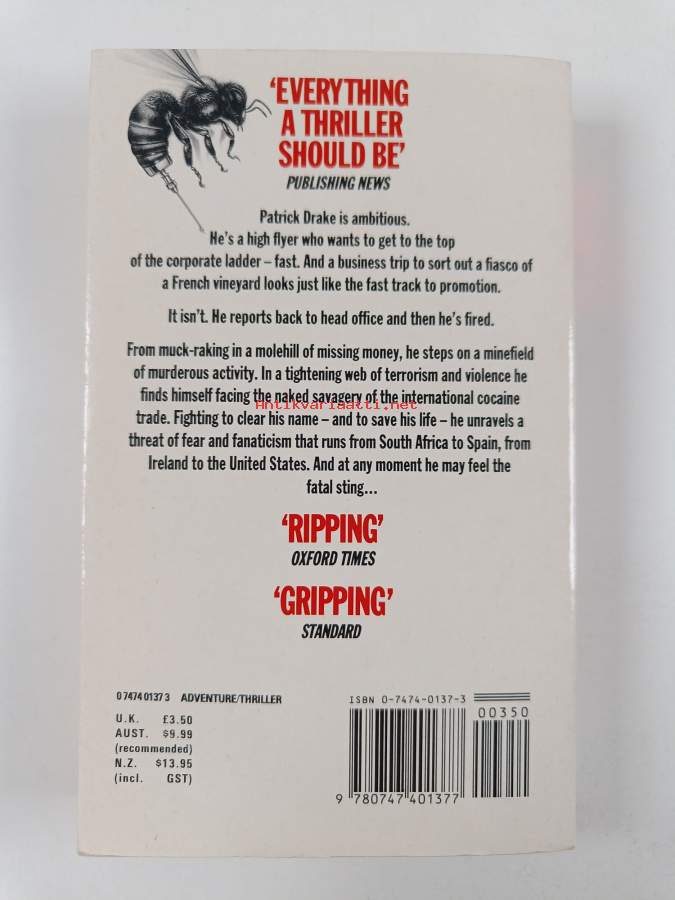 ‘EVERYTHING
A THRILLER
SHOULD BE’
PUBLISHING NEWS
Patrick Drake is ambitious.
He's a high flyer who wants to get to the top
of the corporate ladder – fast. And a business trip to sort out a fiasco of
a French vineyard looks just like the fast track to promotion.
It isn't. He reports back to head office and then he's fired.
From muck-raking in a molehill of missing money, he steps on a minefield
of murderous activity. In a tightening web of terrorism and violence he
finds himself facing the naked savagery of the international cocaine
Antikvariaatti.net
trade. Fighting to clear his name – and to save his life – he unravels a
threat of fear and fanaticism that runs from South Africa to Spain, from
Ireland to the United States. And at any moment he may feel the
fatal sting...
‘RIPPING’
OXFORD TIMES
‘GRIPPING’
STANDARD
0 7474 0137 3 ADVENTURE/THRILLER
U.K. £3.50
AUST. $9.99
(recommended)
N.Z. $13.95
(incl. GST)
ISBN 0-7474-0137-3
00350
9 780747 401377